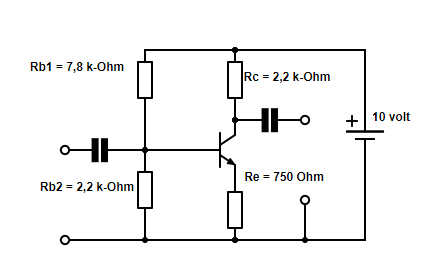 Rb1 = 7,8 k-Ohm
Rc = 2,2 k-Ohm
+
10 volt
Rb2 = 2,2 k-Ohm
Re = 750 Ohm